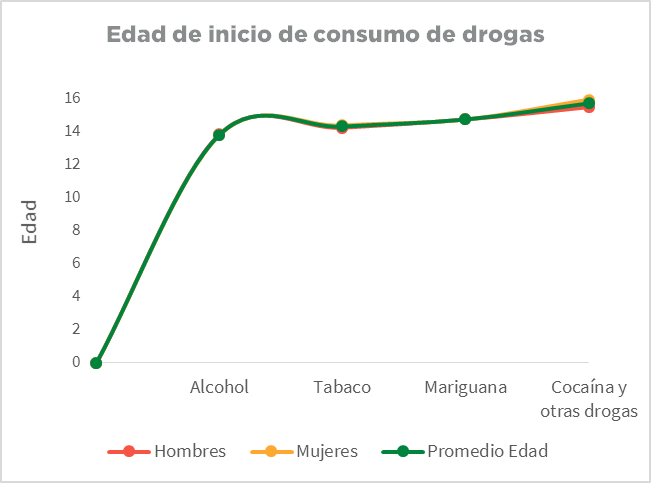 Edad de inicio de consumo de drogas
16
14
12
10
8
6
4
2
0
Edad
Alcohol
Tabaco
Mariguana
Cocaína y
otras drogas
Hombres
Mujeres
Promedio Edad